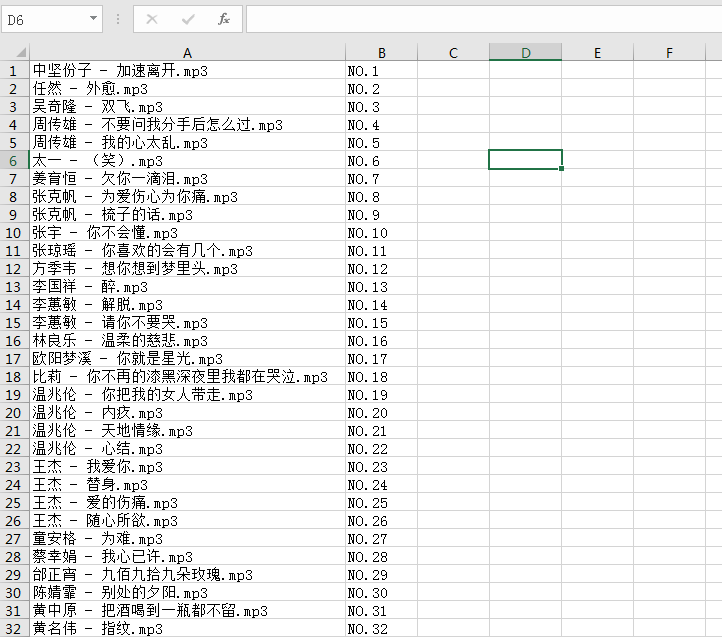 D6
fx
A B C D E F
1 中坚份子 - 加速离开.mp3 NO.1
2 任然 - 外愈.mp3 NO.2
3 吴奇隆 - 双飞.mp3 NO.3
4 周传雄 - 不要问我分手后怎么过.mp3 NO.4
5 周传雄 - 我的心太乱.mp3 NO.5
6 太一 - （笑）.mp3 NO.6
7 姜育恒 - 欠你一滴泪.mp3 NO.7
8 张克帆 - 为爱伤心为你痛.mp3 NO.8
9 张克帆 - 梳子的话.mp3 NO.9
10 张宇 - 你不会懂.mp3 NO.10
11 张琼瑶 - 你喜欢的会有几个.mp3 NO.11
12 方季韦 - 想你想到梦里头.mp3 NO.12
13 李国祥 - 醉.mp3 NO.13
14 李蕙敏 - 解脱.mp3 NO.14
15 李蕙敏 - 请你不要哭.mp3 NO.15
16 林良乐 - 温柔的慈悲.mp3 NO.16
17 欧阳梦溪 - 你就是星光.mp3 NO.17
18 比莉 - 你不再的漆黑深夜里我都在哭泣.mp3 NO.18
19 温兆伦 - 你把我的女人带走.mp3 NO.19
20 温兆伦 - 内疚.mp3 NO.20
21 温兆伦 - 天地情缘.mp3 NO.21
22 温兆伦 - 心结.mp3 NO.22
23 王杰 - 我爱你.mp3 NO.23
24 王杰 - 替身.mp3 NO.24
25 王杰 - 爱的伤痛.mp3 NO.25
26 王杰 - 随心所欲.mp3 NO.26
27 童安格 - 为难.mp3 NO.27
28 蔡幸娟 - 我心已许.mp3 NO.28
29 邰正宵 - 九佰九拾九朵玫瑰.mp3 NO.29
30 陈婧霏 - 别处的夕阳.mp3 NO.30
31 黄中原 - 把酒喝到一瓶都不留.mp3 NO.31
32 黄名伟 - 指纹.mp3 NO.32